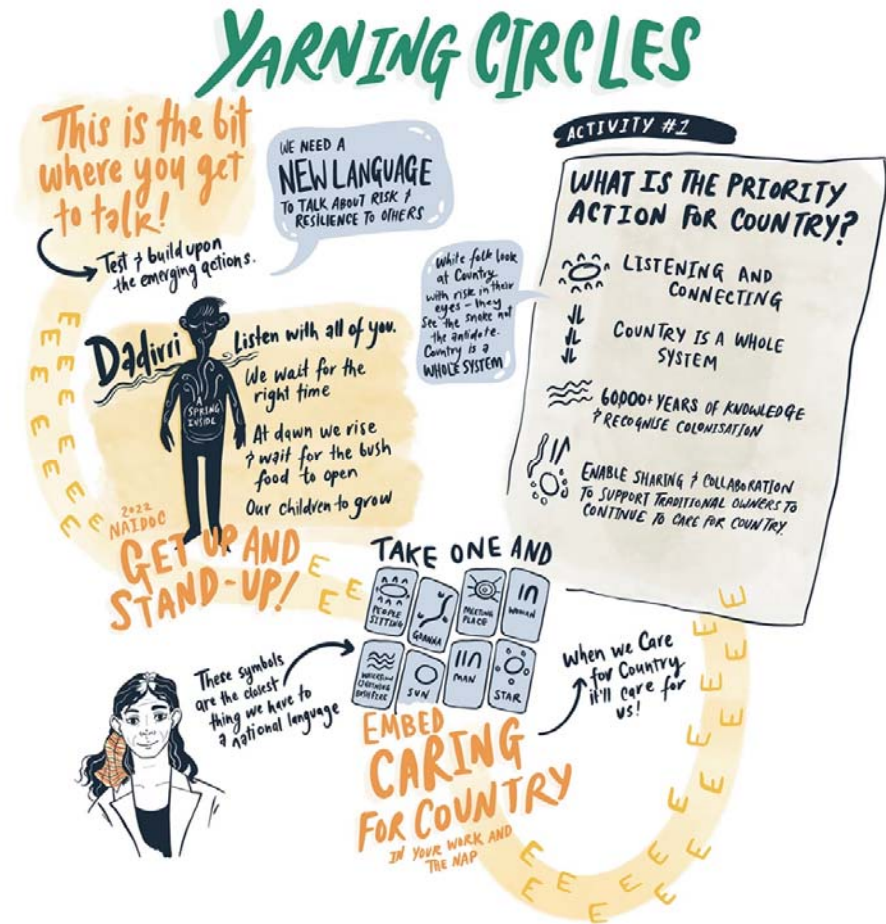 YARNING CIRCLES
This is the bit
where you get
to talk!
Test & build upon
the emerging actions.
WE NEED A
NEW LANGUAGE
TO TALK ABOUT RISK &
RESILIENCE TO OTHERS
White folk look
at Country
with risk in their
eyes - they
see the smoke not
the antidote.
Country is a
WHOLE SYSTEM
ACTIVITY #1
WHAT IS THE PRIORITY
ACTION FOR COUNTRY?
LISTENING AND
CONNECTING
COUNTRY IS A WHOLE
SYSTEM
60,000+ YEARS OF KNOWLEDGE
& RECOGNISE COLONISATION
ENABLE SHARING & COLLABORATION
TO SUPPORT TRADITIONAL OWNERS TO
CONTINUE TO CARE FOR COUNTRY.
Dadirri
A
SPRING
INSIDE
Listen with all of you.
We wait for the
right time
At dawn we rise
& wait for the bush
food to open
Our children to grow
2022
NAIDOC
GET UP AND
STAND-UP!
TAKE ONE AND
PEOPLE
SITTING
GOANNA
MEETING
PLACE
WOMAN
LIGHTNING
BUSHFIRE
SUN
MAN
STAR
EMBED
CARING
FOR COUNTRY
IN YOUR WORK AND
THE NAP
These symbols
are the closest
thing we have to
a national language
When we Care
for Country
it'll care for
us!